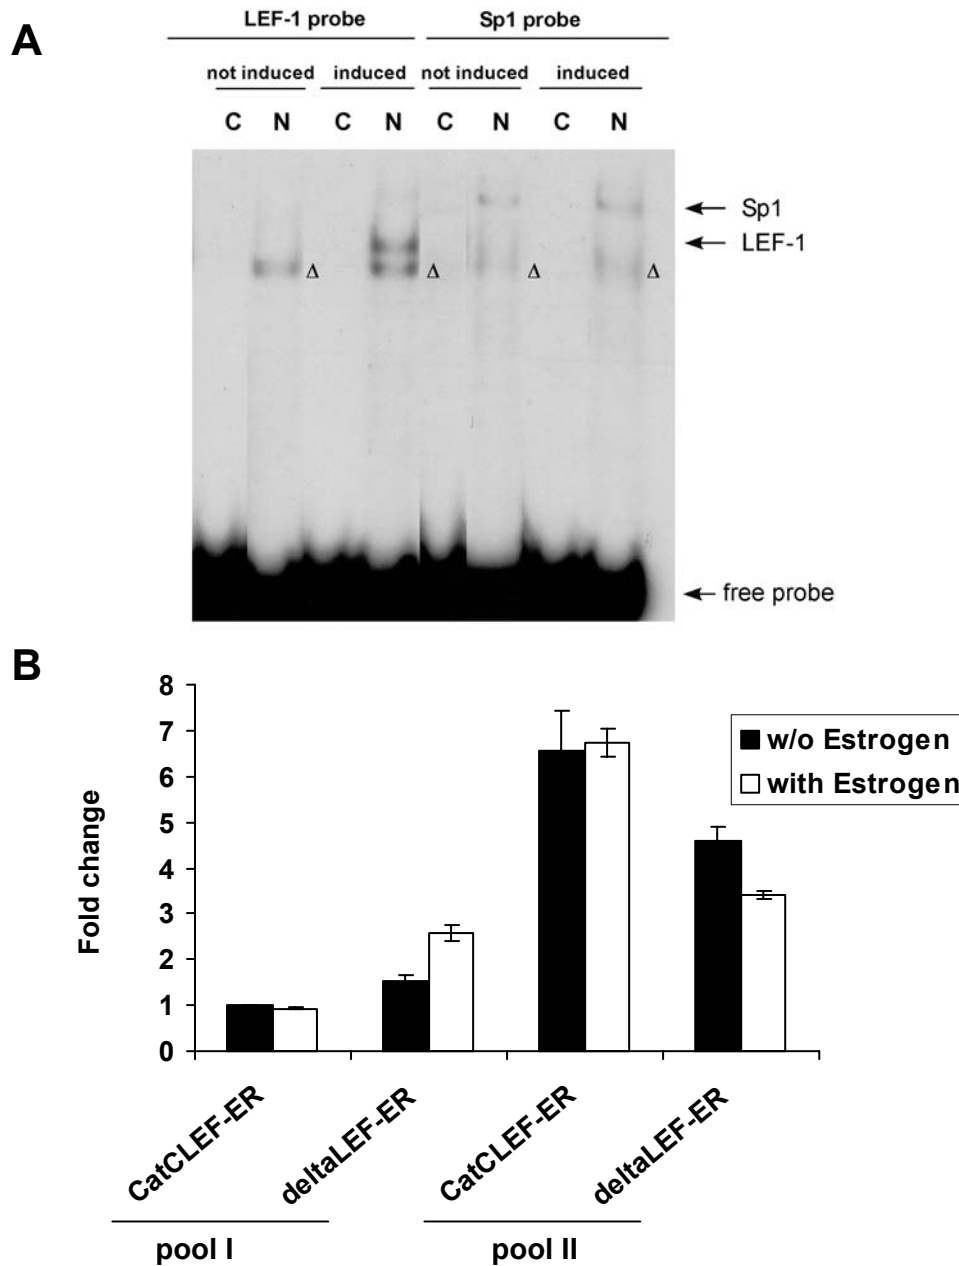 A
LEF-1 probe Sp1 probe
not induced induced not induced induced
C N C N C N C N
Sp1
LEF-1
Δ Δ Δ Δ
free probe
B
8
7
6
5
4
3
2
1
0
Fold change
w/o Estrogen
with Estrogen
CatCLEF-ER
deltaLEF-ER
CatCLEF-ER
deltaLEF-ER
pool I pool II